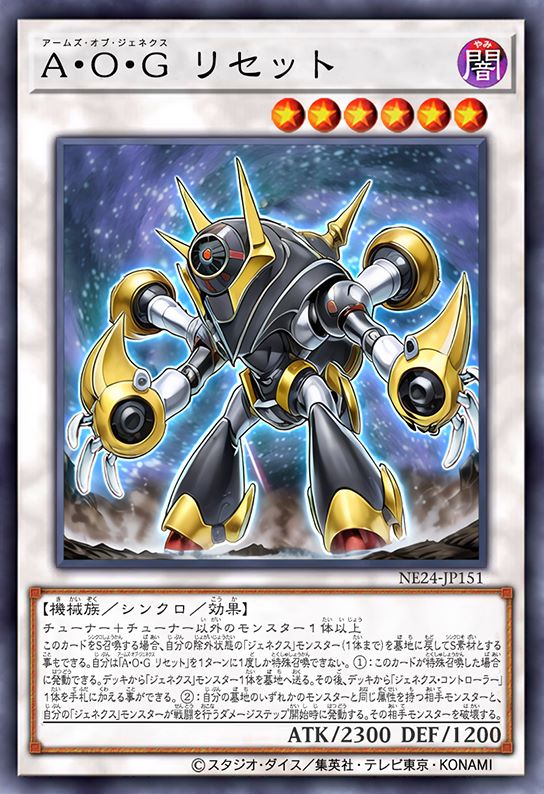 アームズ・オブ・ジェネクス
A・O・G リセット
やみ
闇
NE24-JP151
【機械族／シンクロ／効果】
チューナー＋チューナー以外のモンスター１体以上
このカードをS召喚する場合、自分の除外状態の「ジェネクス」モンスター(1体まで)を墓地に戻してS素材とする
事もできる。自分は「A・O・G リセット」を1ターンに1度しか特殊召喚できない。①：このカードが特殊召喚した場合
に発動できる。デッキから「ジェネクス」モンスター1体を墓地へ送る。その後、デッキから「ジェネクス・コントローラー」
1体を手札に加える事ができる。②：自分の墓地のいずれかのモンスターと同じ属性を持つ相手モンスターと、
自分の「ジェネクス」モンスターが戦闘を行うダメージステップ開始時に発動する。その相手モンスターを破壊する。
ATK/2300 DEF/1200
©スタジオ・ダイス／集英社・テレビ東京・KONAMI